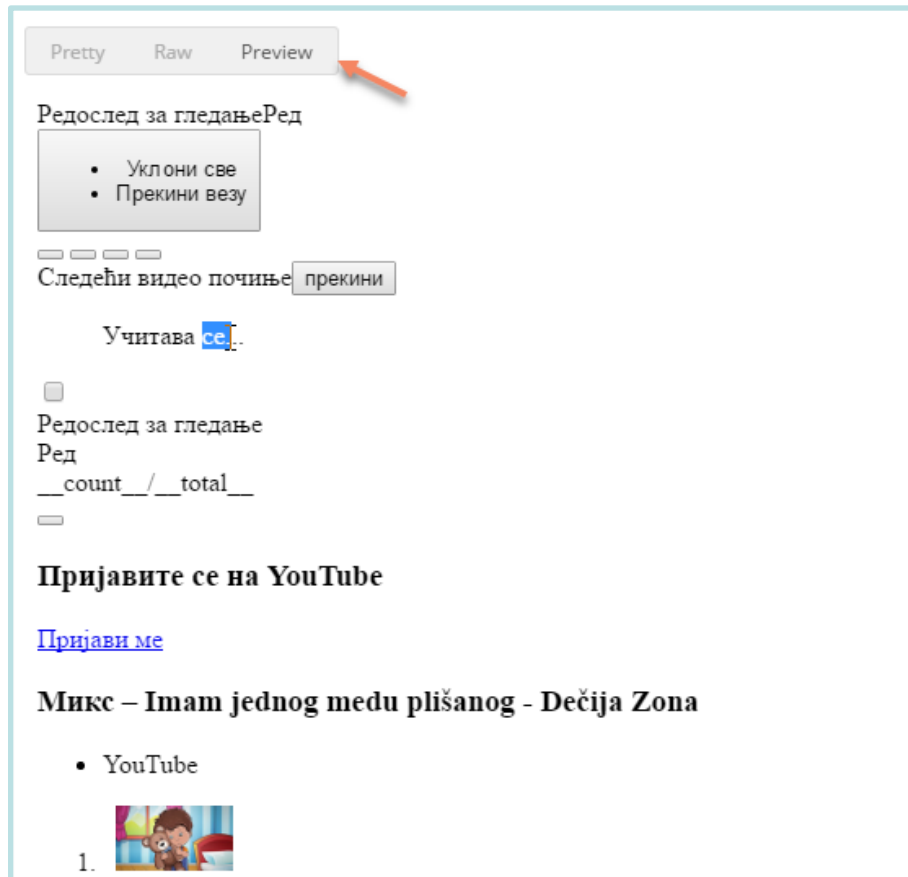 Pretty Raw Preview
Редослед за гледањеРед
Уклони све
Прекини везу
Следећи видео почиње прекини
Учитава се...
Редослед за гледање
Ред
__count__/__total__
Пријавите се на YouTube
Пријави ме
Микс – Imam jednog medu plišanog - Dečija Zona
YouTube
1.